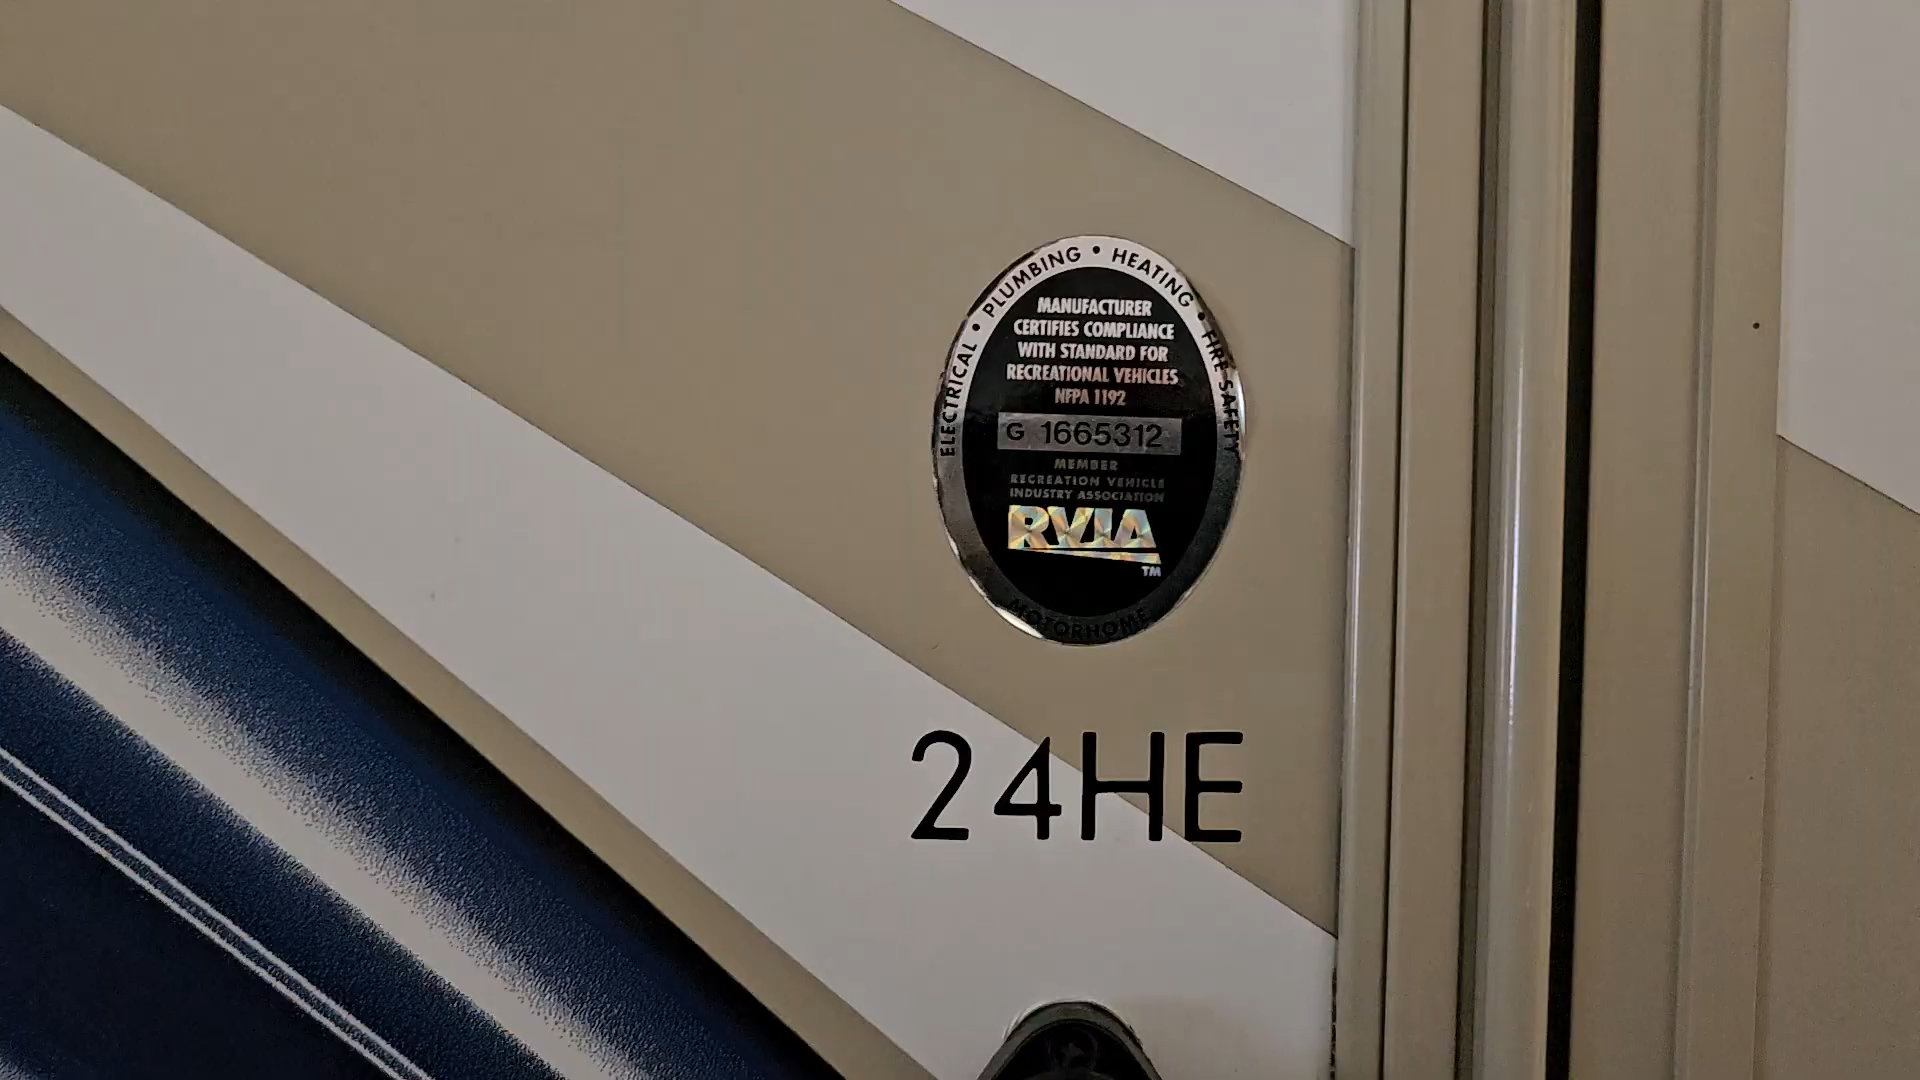 ELECTRICAL • PLUMBING • HEATING • FIRE SAFETY
MANUFACTURER
CERTIFIES COMPLIANCE
WITH STANDARD FOR
RECREATIONAL VEHICLES
NFPA 1192
G 1665312
MEMBER
RECREATION VEHICLE
INDUSTRY ASSOCIATION
RVIA
TM
MOTORHOME
24HE